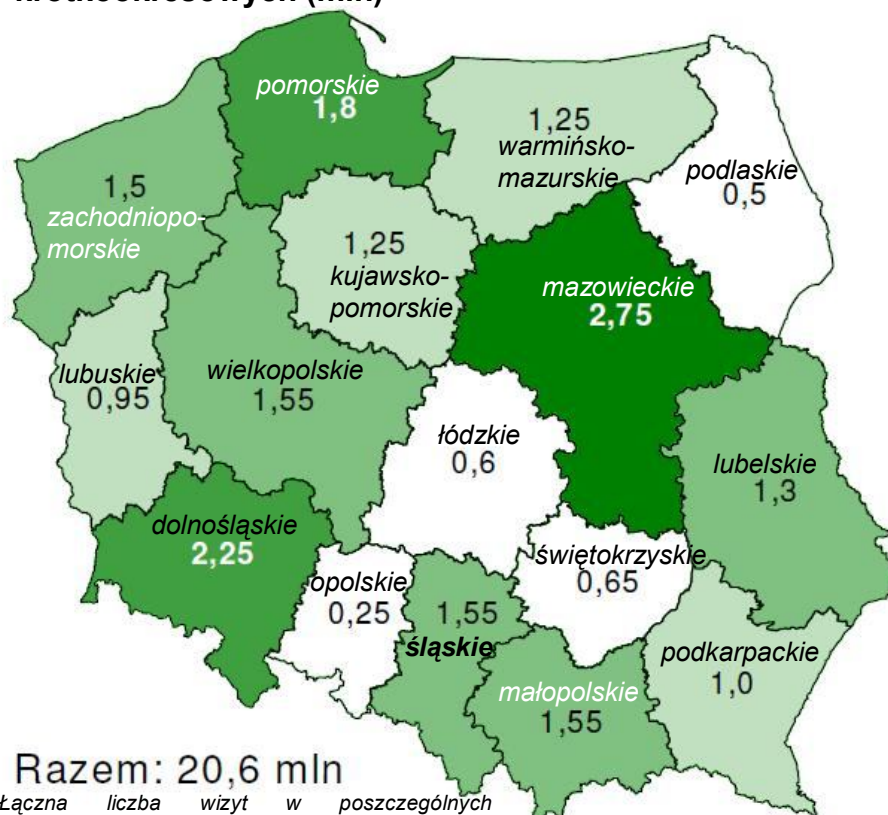 krótkookresowych (mln)
pomorskie
1,8
1,25
warmińsko-
mazurskie
podlaskie
0,5
1,5
zachodniopo-
morskie
1,25
kujawsko-
pomorskie
mazowieckie
2,75
lubuskie
0,95
wielkopolskie
1,55
łódzkie
0,6
lubelskie
1,3
dolnośląskie
2,25
świętokrzyskie
0,65
opolskie
0,25
1,55
śląskie
podkarpackie
1,0
małopolskie
1,55
Razem: 20,6 mln
Łączna liczba wizyt w poszczególnych